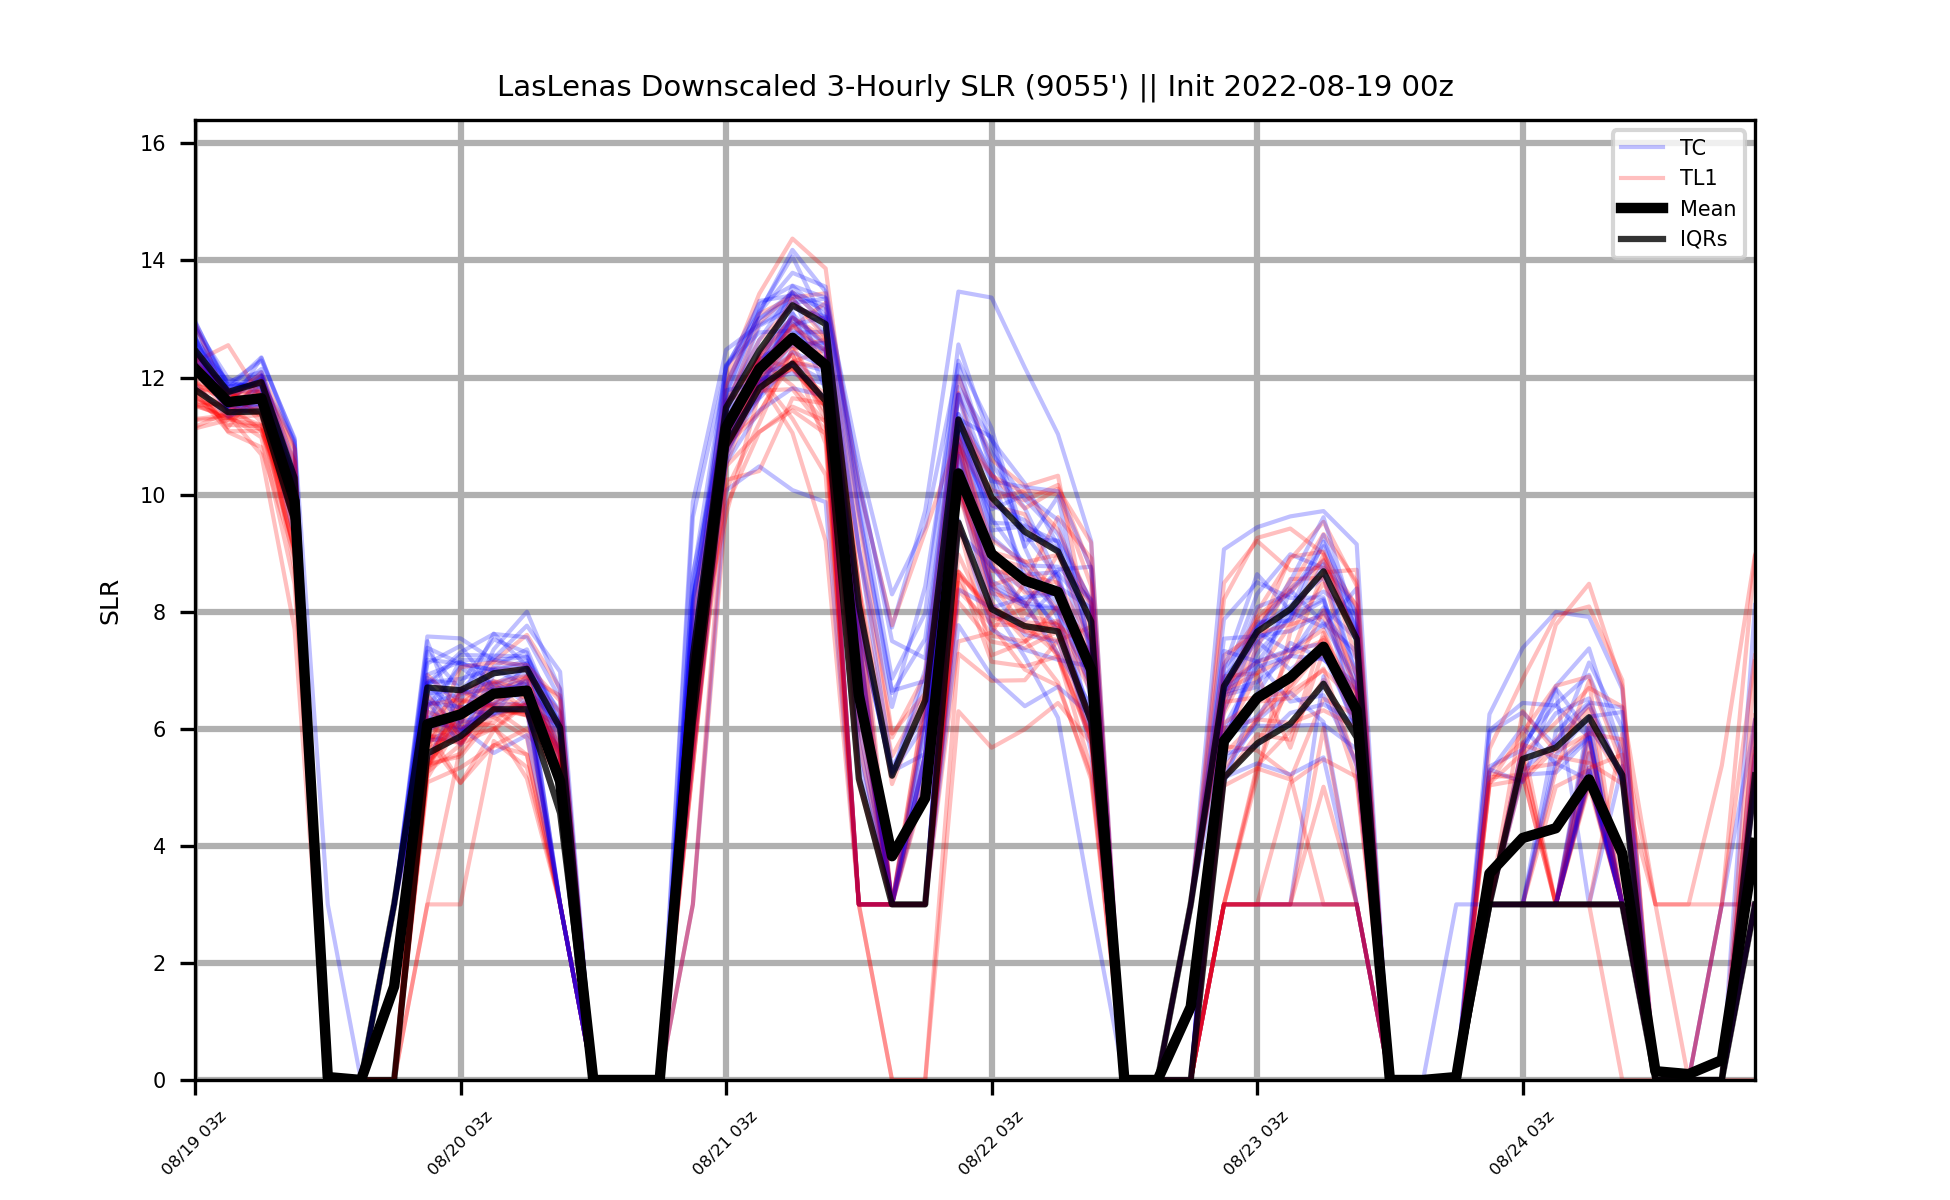 LasLenas Downscaled 3-Hourly SLR (9055') || Init 2022-08-19 00z
TC
TL1
Mean
IQRs
SLR
16
14
12
10
8
6
4
2
0
08/19 03z
08/20 03z
08/21 03z
08/22 03z
08/23 03z
08/24 03z